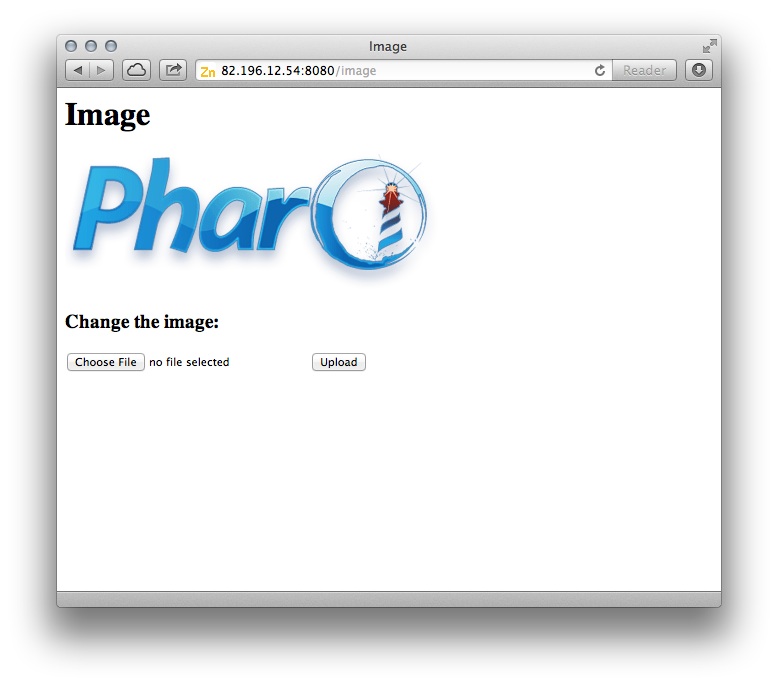 Image
Zn 82.196.12.54:8080/image Reader
Image
Pharo
Change the image:
Choose File no file selected Upload